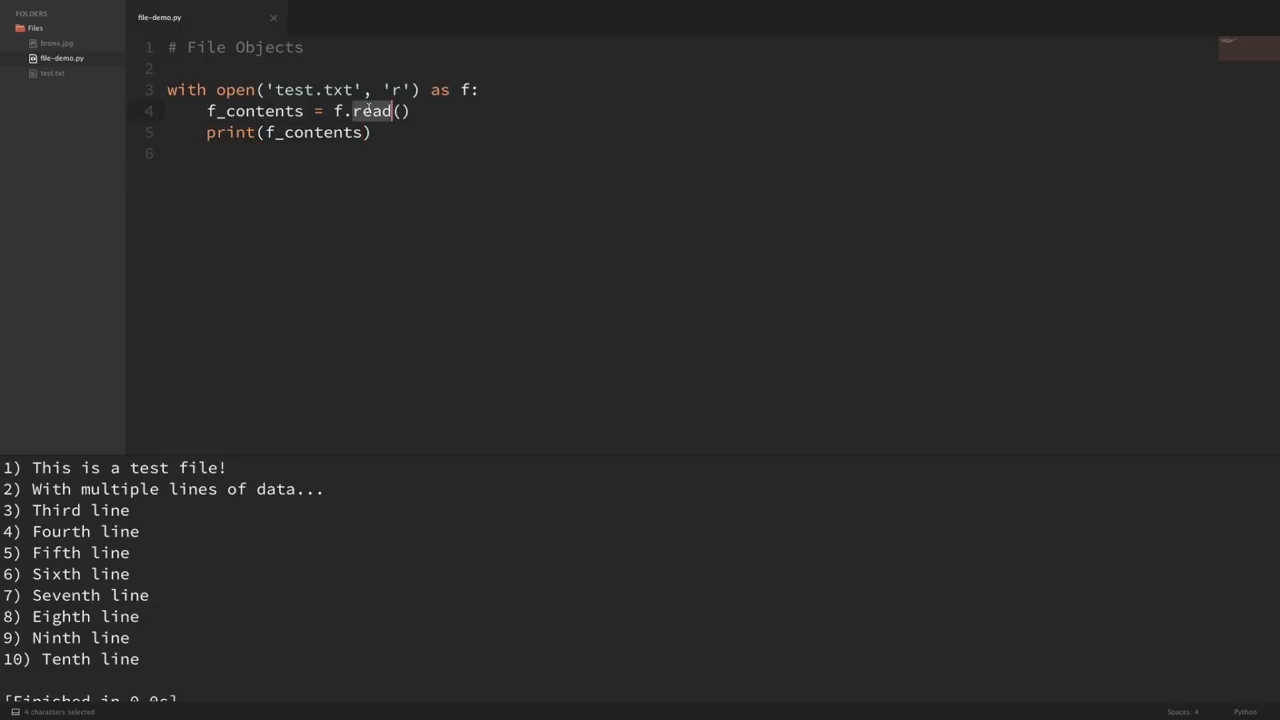 FOLDERS
Files
bronx.jpg
file-demo.py
test.txt
file-demo.py ×
1 # File Objects
2
3 with open('test.txt', 'r') as f:
4 f_contents = f.read()
5 print(f_contents)
6
1) This is a test file!
2) With multiple lines of data...
3) Third line
4) Fourth line
5) Fifth line
6) Sixth line
7) Seventh line
8) Eighth line
9) Ninth line
10) Tenth line
[Finished in 0.0s]
4 characters selected
Spaces: 4
Python